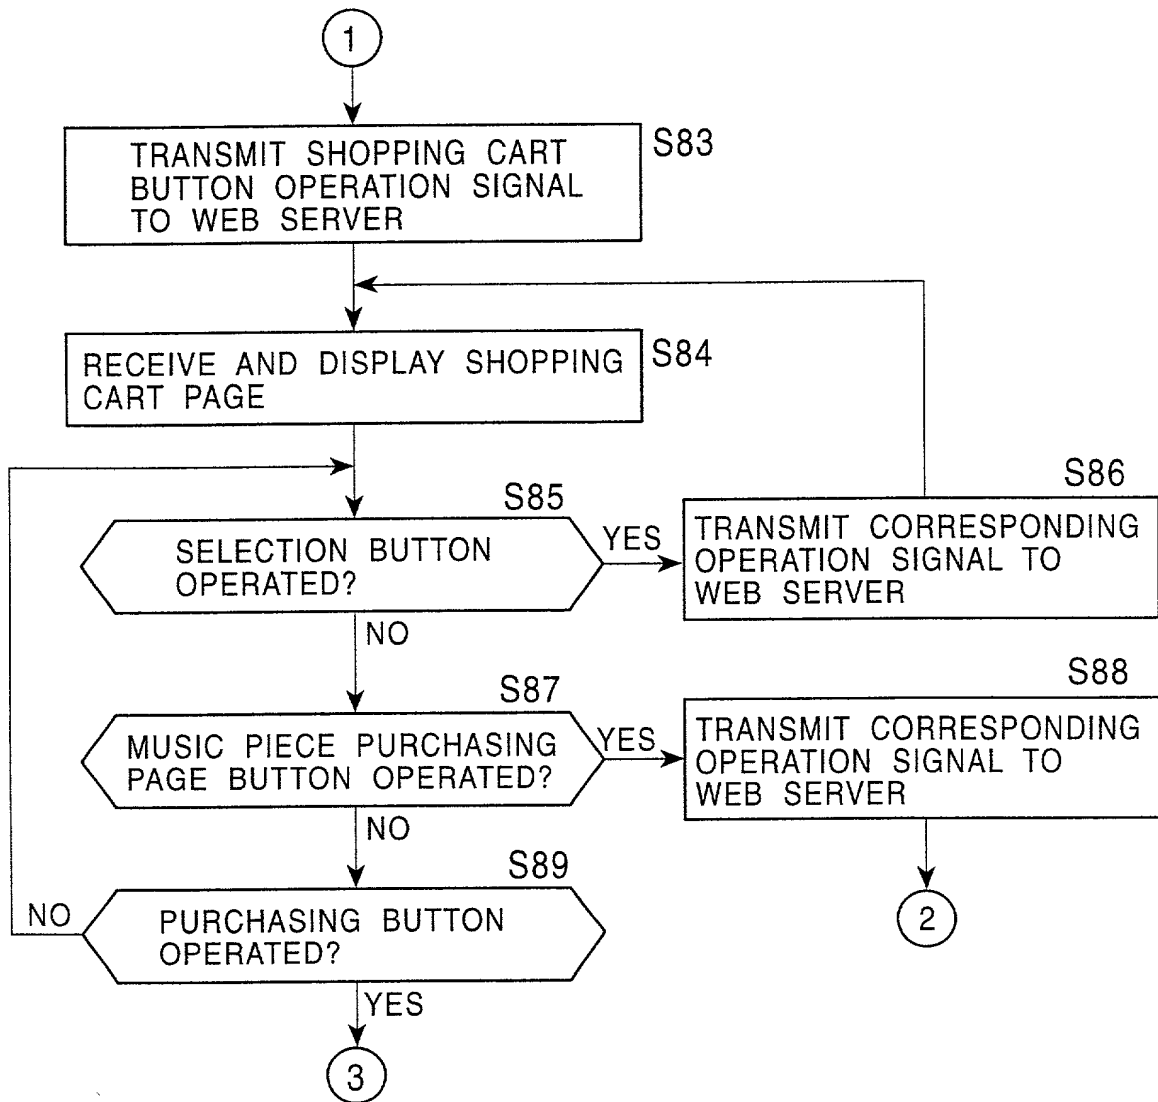 1
TRANSMIT SHOPPING CART
BUTTON OPERATION SIGNAL
TO WEB SERVER
S83
RECEIVE AND DISPLAY SHOPPING
CART PAGE
S84
S85
SELECTION BUTTON
OPERATED?
YES
NO
S86
TRANSMIT CORRESPONDING
OPERATION SIGNAL TO
WEB SERVER
S87
MUSIC PIECE PURCHASING
PAGE BUTTON OPERATED?
YES
NO
S88
TRANSMIT CORRESPONDING
OPERATION SIGNAL TO
WEB SERVER
2
S89
PURCHASING BUTTON
OPERATED?
NO
YES
3